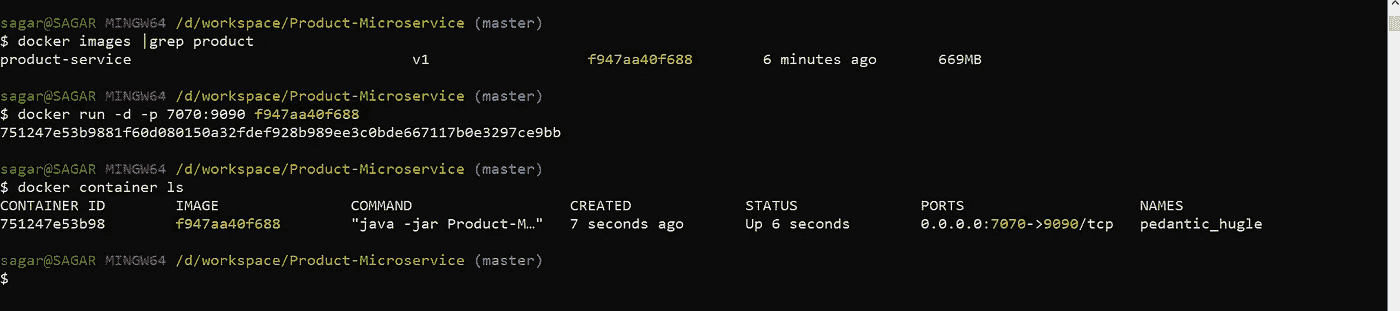 sagar@SAGAR MINGW64 /d/workspace/Product-Microservice (master)
$ docker images |grep product
product-service v1 f947aa40f688 6 minutes ago 669MB
sagar@SAGAR MINGW64 /d/workspace/Product-Microservice (master)
$ docker run -d -p 7070:9090 f947aa40f688
751247e53b9881f60d080150a32fdef928b989ee3c0bde667117b0e3297ce9bb
sagar@SAGAR MINGW64 /d/workspace/Product-Microservice (master)
$ docker container ls
CONTAINER ID IMAGE COMMAND CREATED STATUS PORTS NAMES
751247e53b98 f947aa40f688 "java -jar Product-M…" 7 seconds ago Up 6 seconds 0.0.0.0:7070->9090/tcp pedantic_hugle
sagar@SAGAR MINGW64 /d/workspace/Product-Microservice (master)
$